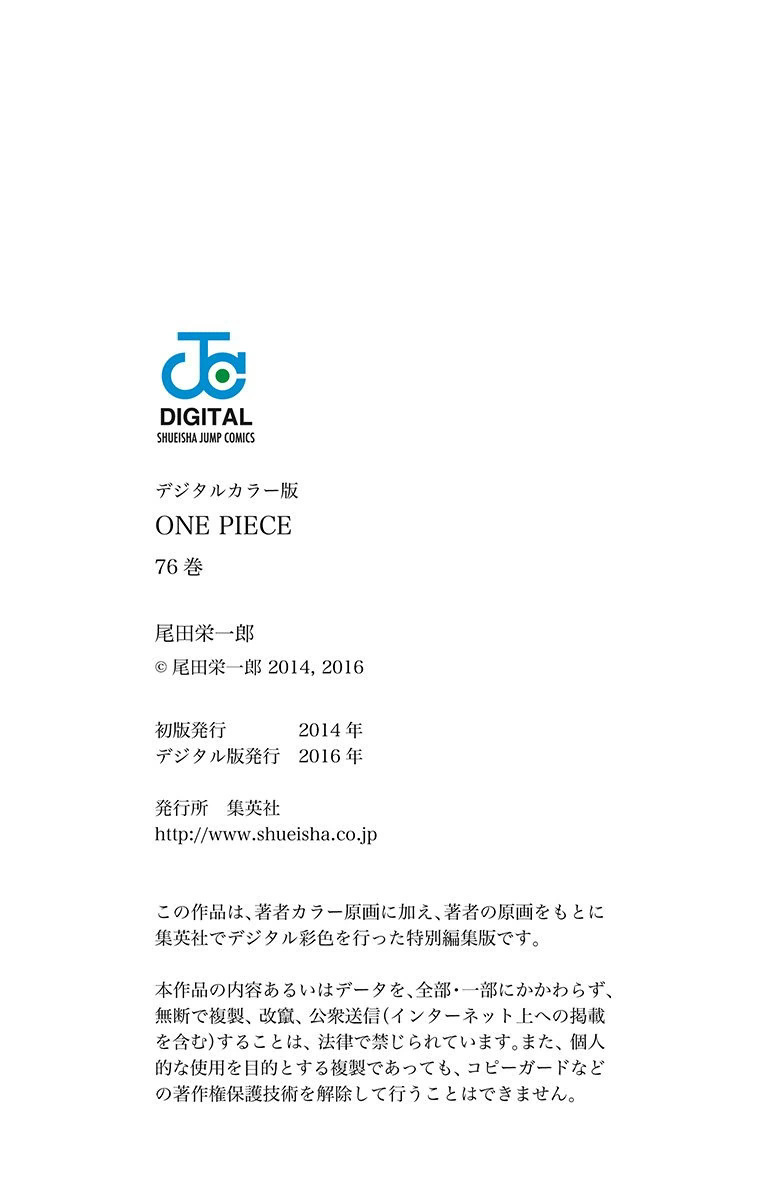 JC
DIGITAL
SHUEISHA JUMP COMICS
デジタルカラー版
ONE PIECE
76 巻
尾田栄一郎
© 尾田栄一郎 2014, 2016
初版発行　　　　2014 年
デジタル版発行　2016 年
発行所　集英社
http://www.shueisha.co.jp
この作品は、著者カラー原画に加え、著者の原画をもとに
集英社でデジタル彩色を行った特別編集版です。
本作品の内容あるいはデータを、全部・一部にかかわらず、
無断で複製、改竄、公衆送信(インターネット上への掲載
を含む)することは、法律で禁じられています。また、個人
的な使用を目的とする複製であっても、コピーガードなど
の著作権保護技術を解除して行うことはできません。